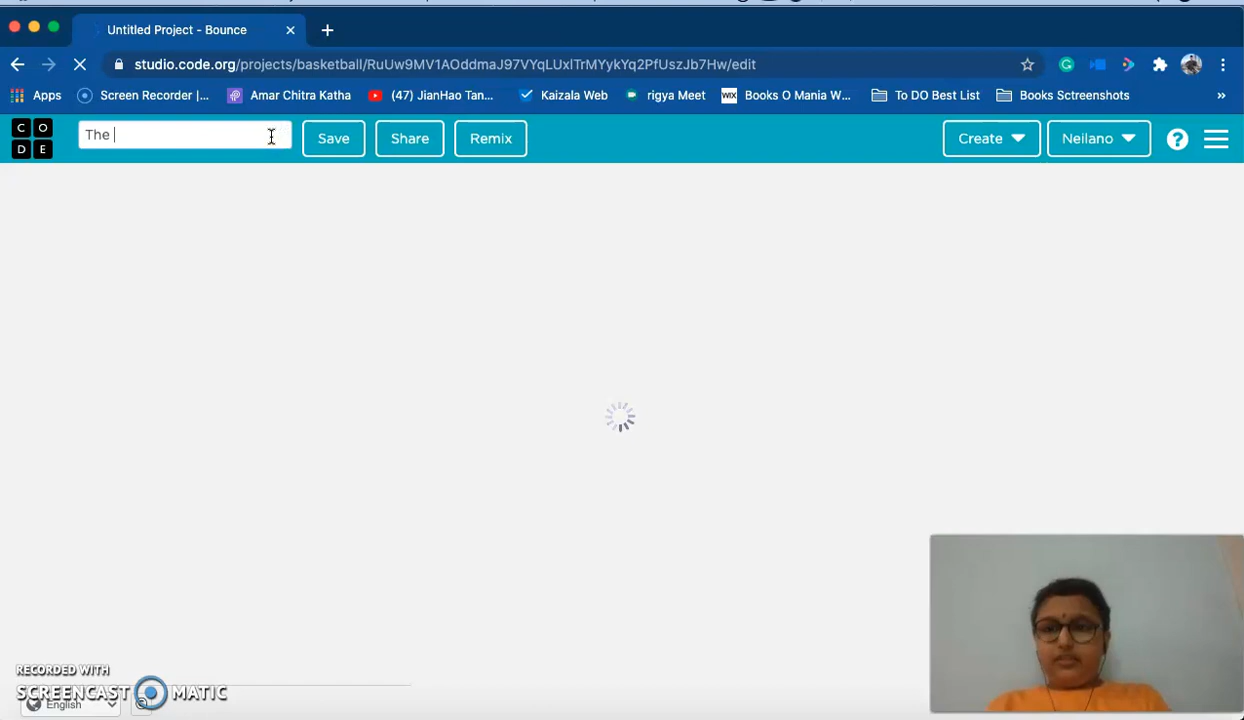 Untitled Project - Bounce
studio.code.org/projects/basketball/RuUw9MV1AOddmaJ97VYqLUxlTrMYykYq2PfUszJb7Hw/edit
Apps Screen Recorder |... Amar Chitra Katha (47) JianHao Tan... Kaizala Web rigya Meet WIX Books O Mania W... To DO Best List Books Sctreenshots »
C O
D E
The Save Share Remix Create Neilano ?
RECORDED WITH
SCREENCAST MATIC
English